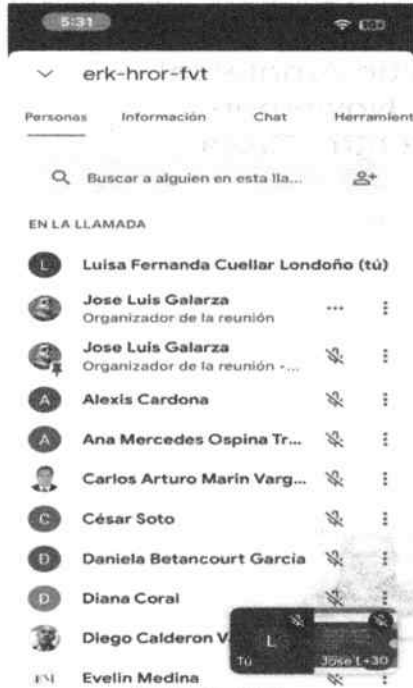 5:31
erk-hror-fvt
Personas Información Chat Herramient
Buscar a alguien en esta lla...
EN LA LLAMADA
L Luisa Fernanda Cuellar Londoño (tú)
Jose Luis Galarza
Organizador de la reunión
Jose Luis Galarza
Organizador de la reunión -...
A Alexis Cardona
A Ana Mercedes Ospina Tr...
Carlos Arturo Marin Varg...
C César Soto
D Daniela Betancourt García
D Diana Coral
Diego Calderon V
L
Tú Jose L+30
Evelin Medina